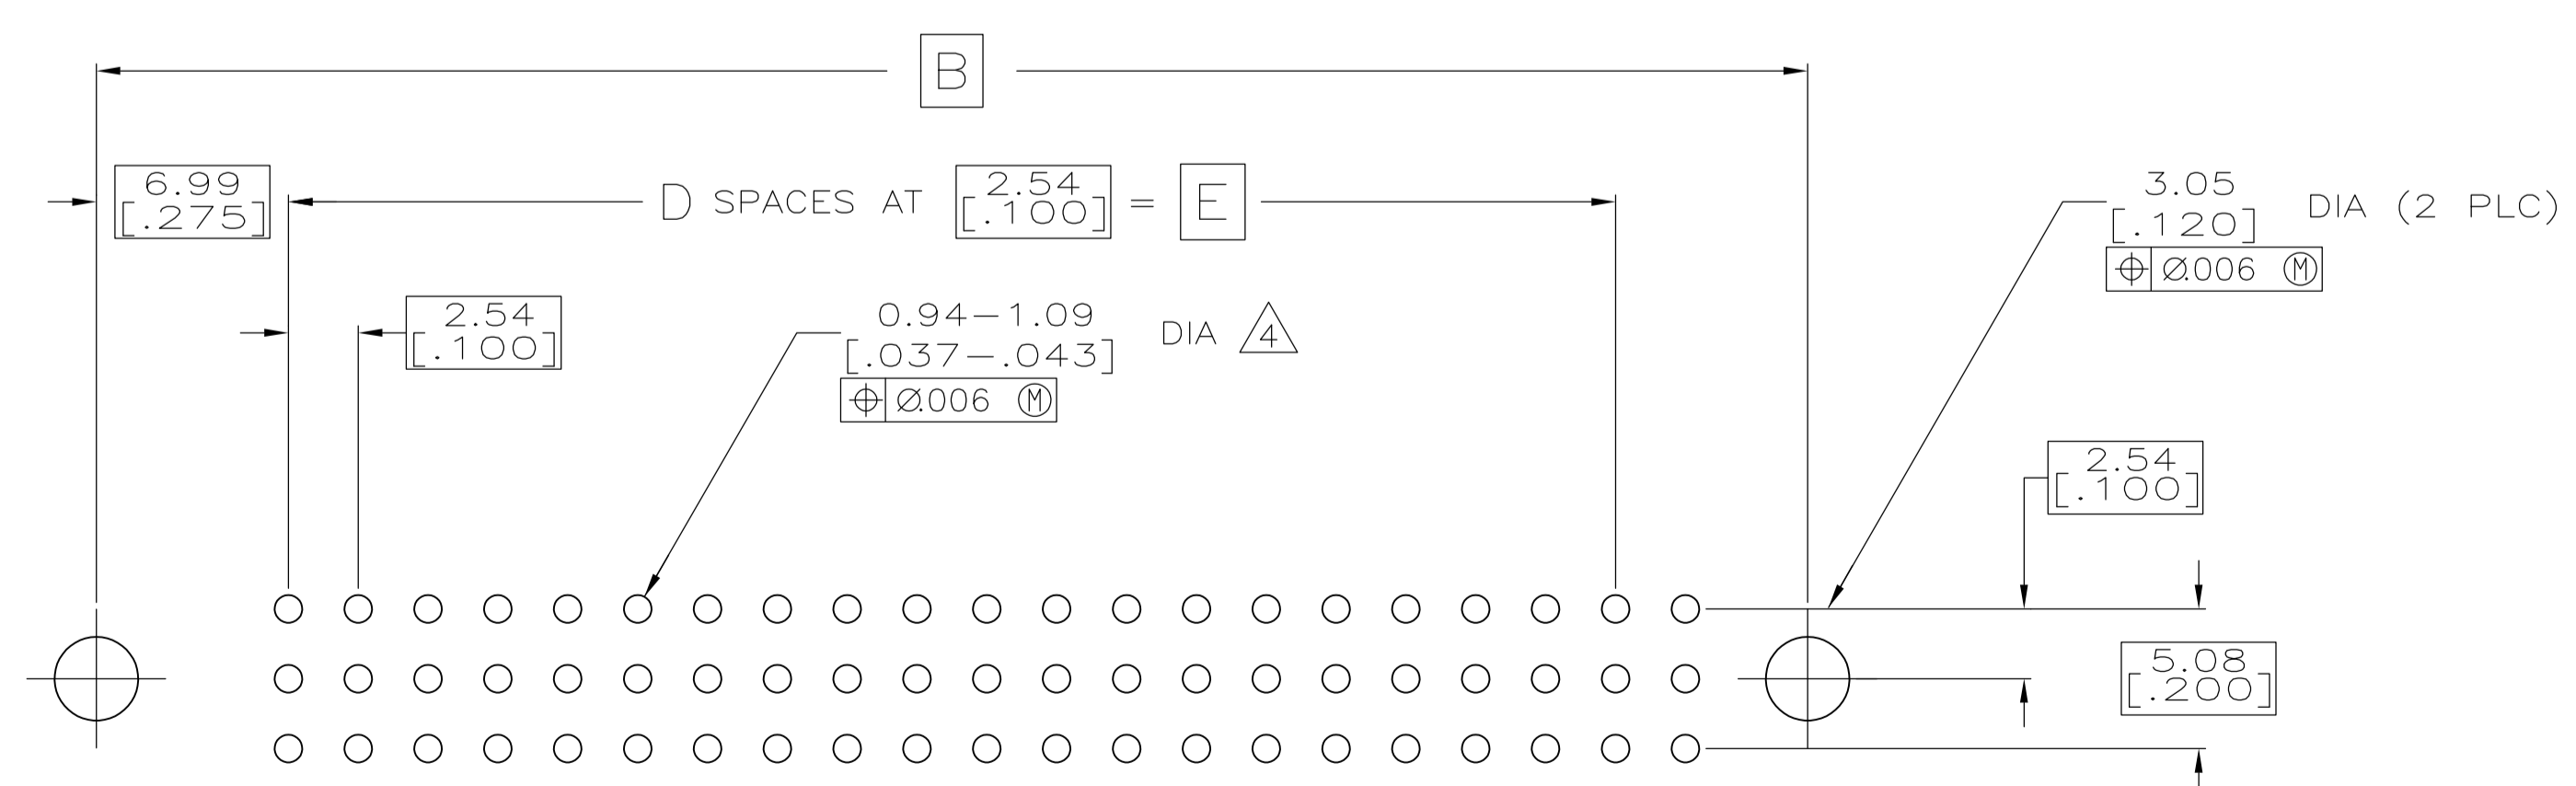 B
6.99
[.275]
D SPACES AT 2.54 [.100] = E
3.05
[.120]
DIA (2 PLC)
⌖ Ø.006 Ⓜ
2.54
[.100]
0.94-1.09
[.037-.043]
DIA 4
⌖ Ø.006 Ⓜ
2.54
[.100]
5.08
[.200]